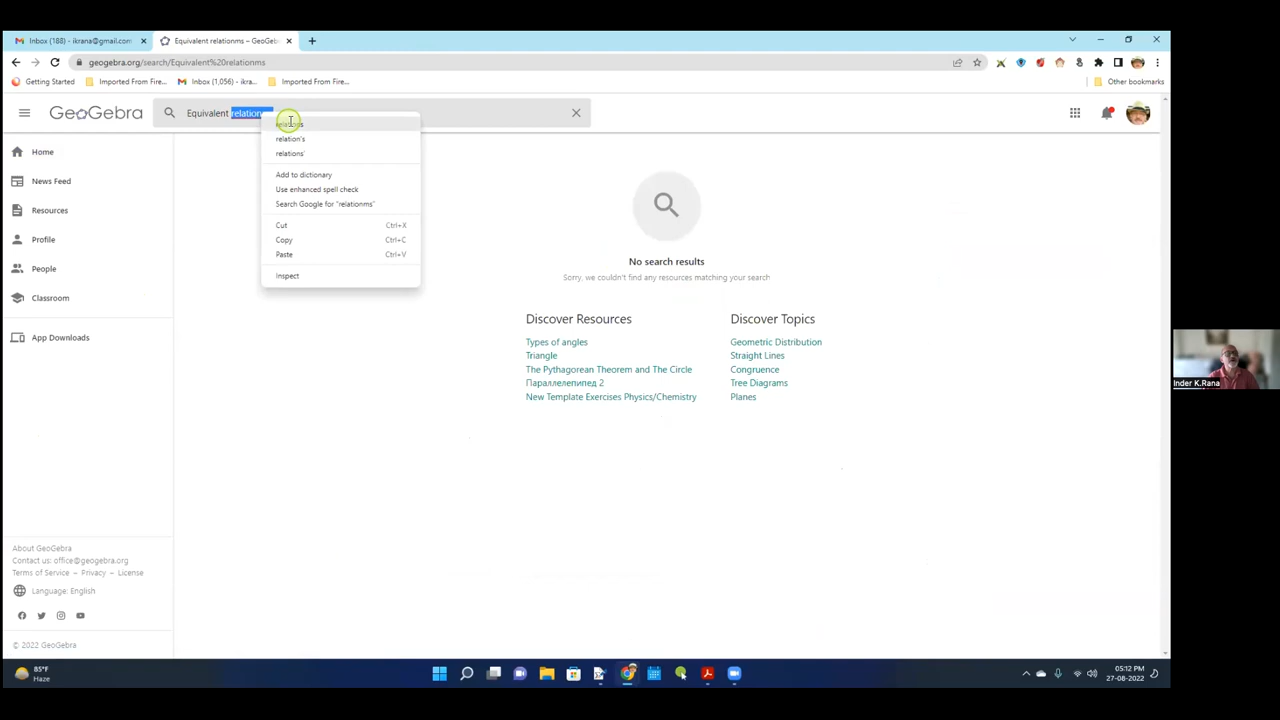 Inbox (188) - ikrana@gmail.com
Equivalent relationms – GeoGeb
geogebra.org/search/Equivalent%20relationms
Getting Started
Imported From Fire...
Inbox (1,056) - ikra...
Imported From Fire...
Other bookmarks
GeoGebra
Equivalent relation
relation's
relations'
Add to dictionary
Use enhanced spell check
Search Google for "relationms"
Cut Ctrl+X
Copy Ctrl+C
Paste Ctrl+V
Inspect
Home
News Feed
Resources
Profile
People
Classroom
App Downloads
No search results
Sorry, we couldn't find any resources matching your search
Discover Resources
Types of angles
Triangle
The Pythagorean Theorem and The Circle
Параллелепипед 2
New Template Exercises Physics/Chemistry
Discover Topics
Geometric Distribution
Straight Lines
Congruence
Tree Diagrams
Planes
Inder K.Rana
About GeoGebra
Contact us: office@geogebra.org
Terms of Service – Privacy – License
Language: English
© 2022 GeoGebra
85°F
Haze
05:12 PM
27-08-2022